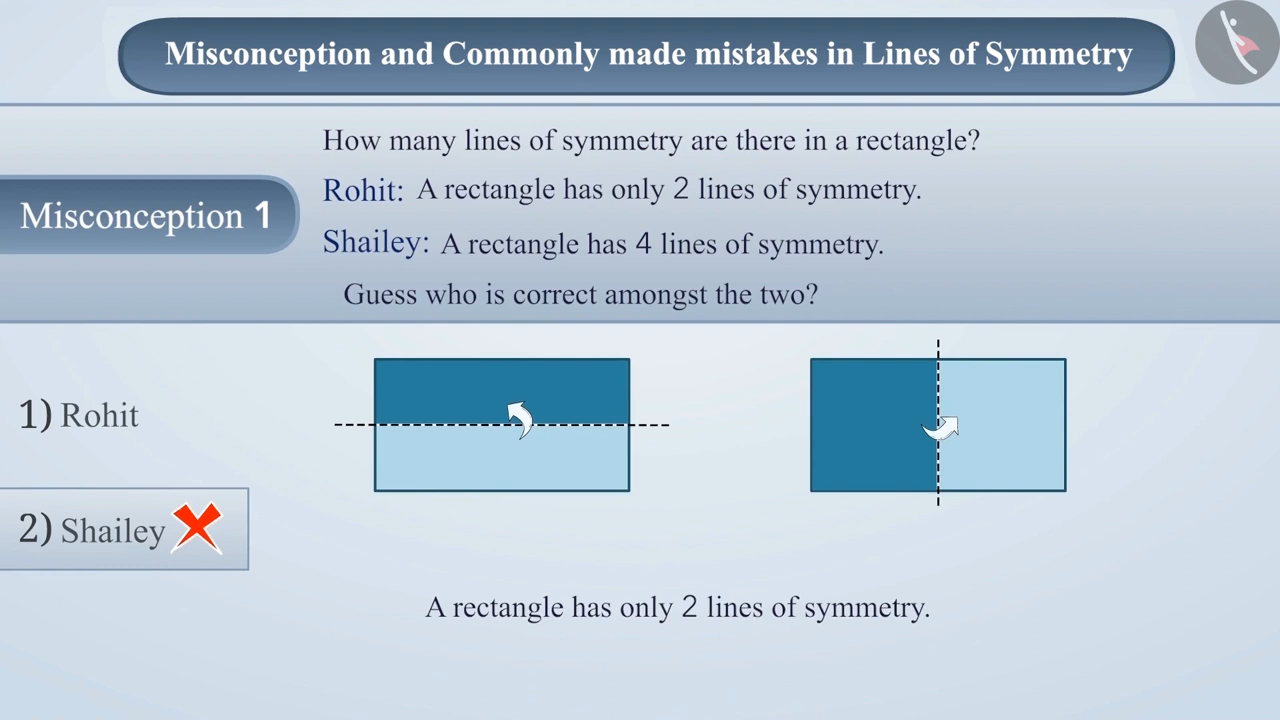 Misconception and Commonly made mistakes in Lines of Symmetry
How many lines of symmetry are there in a rectangle?
Misconception 1
Rohit: A rectangle has only 2 lines of symmetry.
Shailey: A rectangle has 4 lines of symmetry.
Guess who is correct amongst the two?
1) Rohit
2) Shailey
A rectangle has only 2 lines of symmetry.